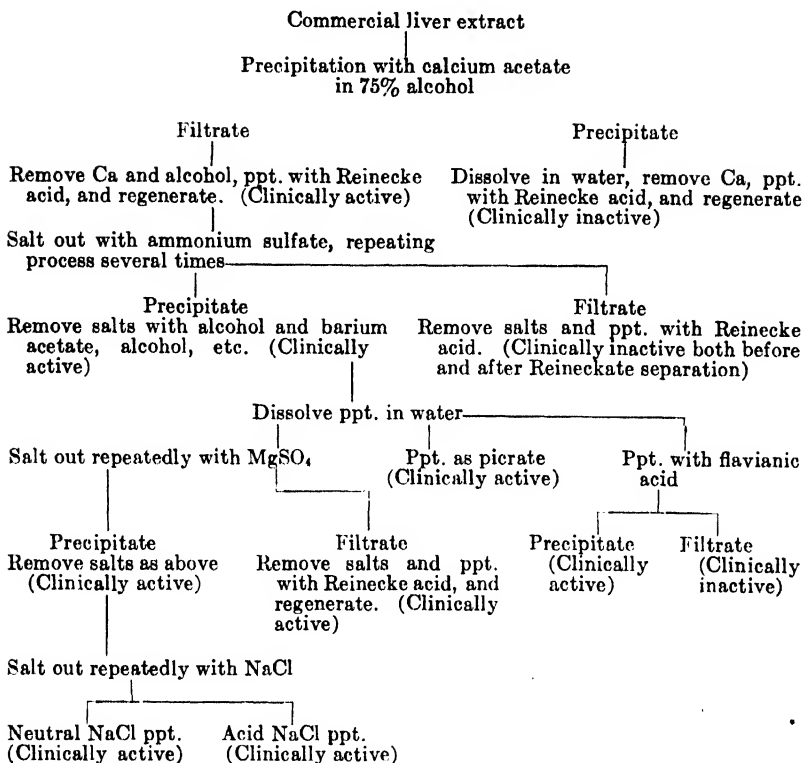 Commercial liver extract
Precipitation with calcium acetate
in 75% alcohol
Filtrate
Remove Ca and alcohol, ppt. with Reinecke
acid, and regenerate. (Clinically active)
Precipitate
Dissolve in water, remove Ca, ppt.
with Reinecke acid, and regenerate
(Clinically inactive)
Salt out with ammonium sulfate, repeating
process several times
Precipitate
Remove salts with alcohol and barium
acetate, alcohol, etc. (Clinically
active)
Filtrate
Remove salts and ppt. with Reinecke
acid. (Clinically inactive both before
and after Reineckate separation)
Dissolve ppt. in water
Salt out repeatedly with MgSO₄
Ppt. as picrate
(Clinically active)
Ppt. with flavianic
acid
Precipitate
Remove salts as above
(Clinically active)
Filtrate
Remove salts and ppt.
with Reinecke acid, and
regenerate. (Clinically
active)
Precipitate
(Clinically
active)
Filtrate
(Clinically
inactive)
Salt out repeatedly with NaCl
Neutral NaCl ppt.
(Clinically active)
Acid NaCl ppt.
(Clinically active)